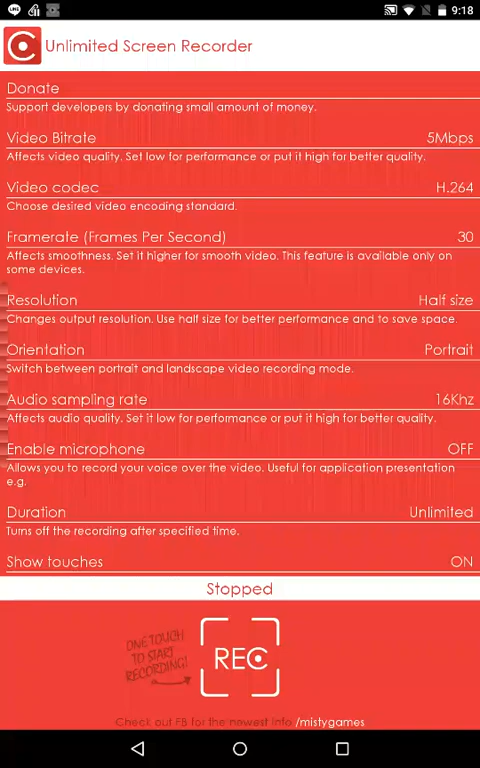 LINE
9:18
Unlimited Screen Recorder
Donate
Support developers by donating small amount of money.
Video Bitrate 5Mbps
Affects video quality. Set low for performance or put it high for better quality.
Video codec H.264
Choose desired video encoding standard.
Framerate (Frames Per Second) 30
Affects smoothness. Set it higher for smooth video. This feature is available only on
some devices.
Resolution Half size
Changes output resolution. Use half size for better performance and to save space.
Orientation Portrait
Switch between portrait and landscape video recording mode.
Audio sampling rate 16Khz
Affects audio quality. Set it low for performance or put it high for better quality.
Enable microphone OFF
Allows you to record your voice over the video. Useful for application presentation
e.g.
Duration Unlimited
Turns off the recording after specified time.
Show touches ON
Stopped
ONE TOUCH
TO START
RECORDING!
REC
Check out FB for the newest info /mistygames